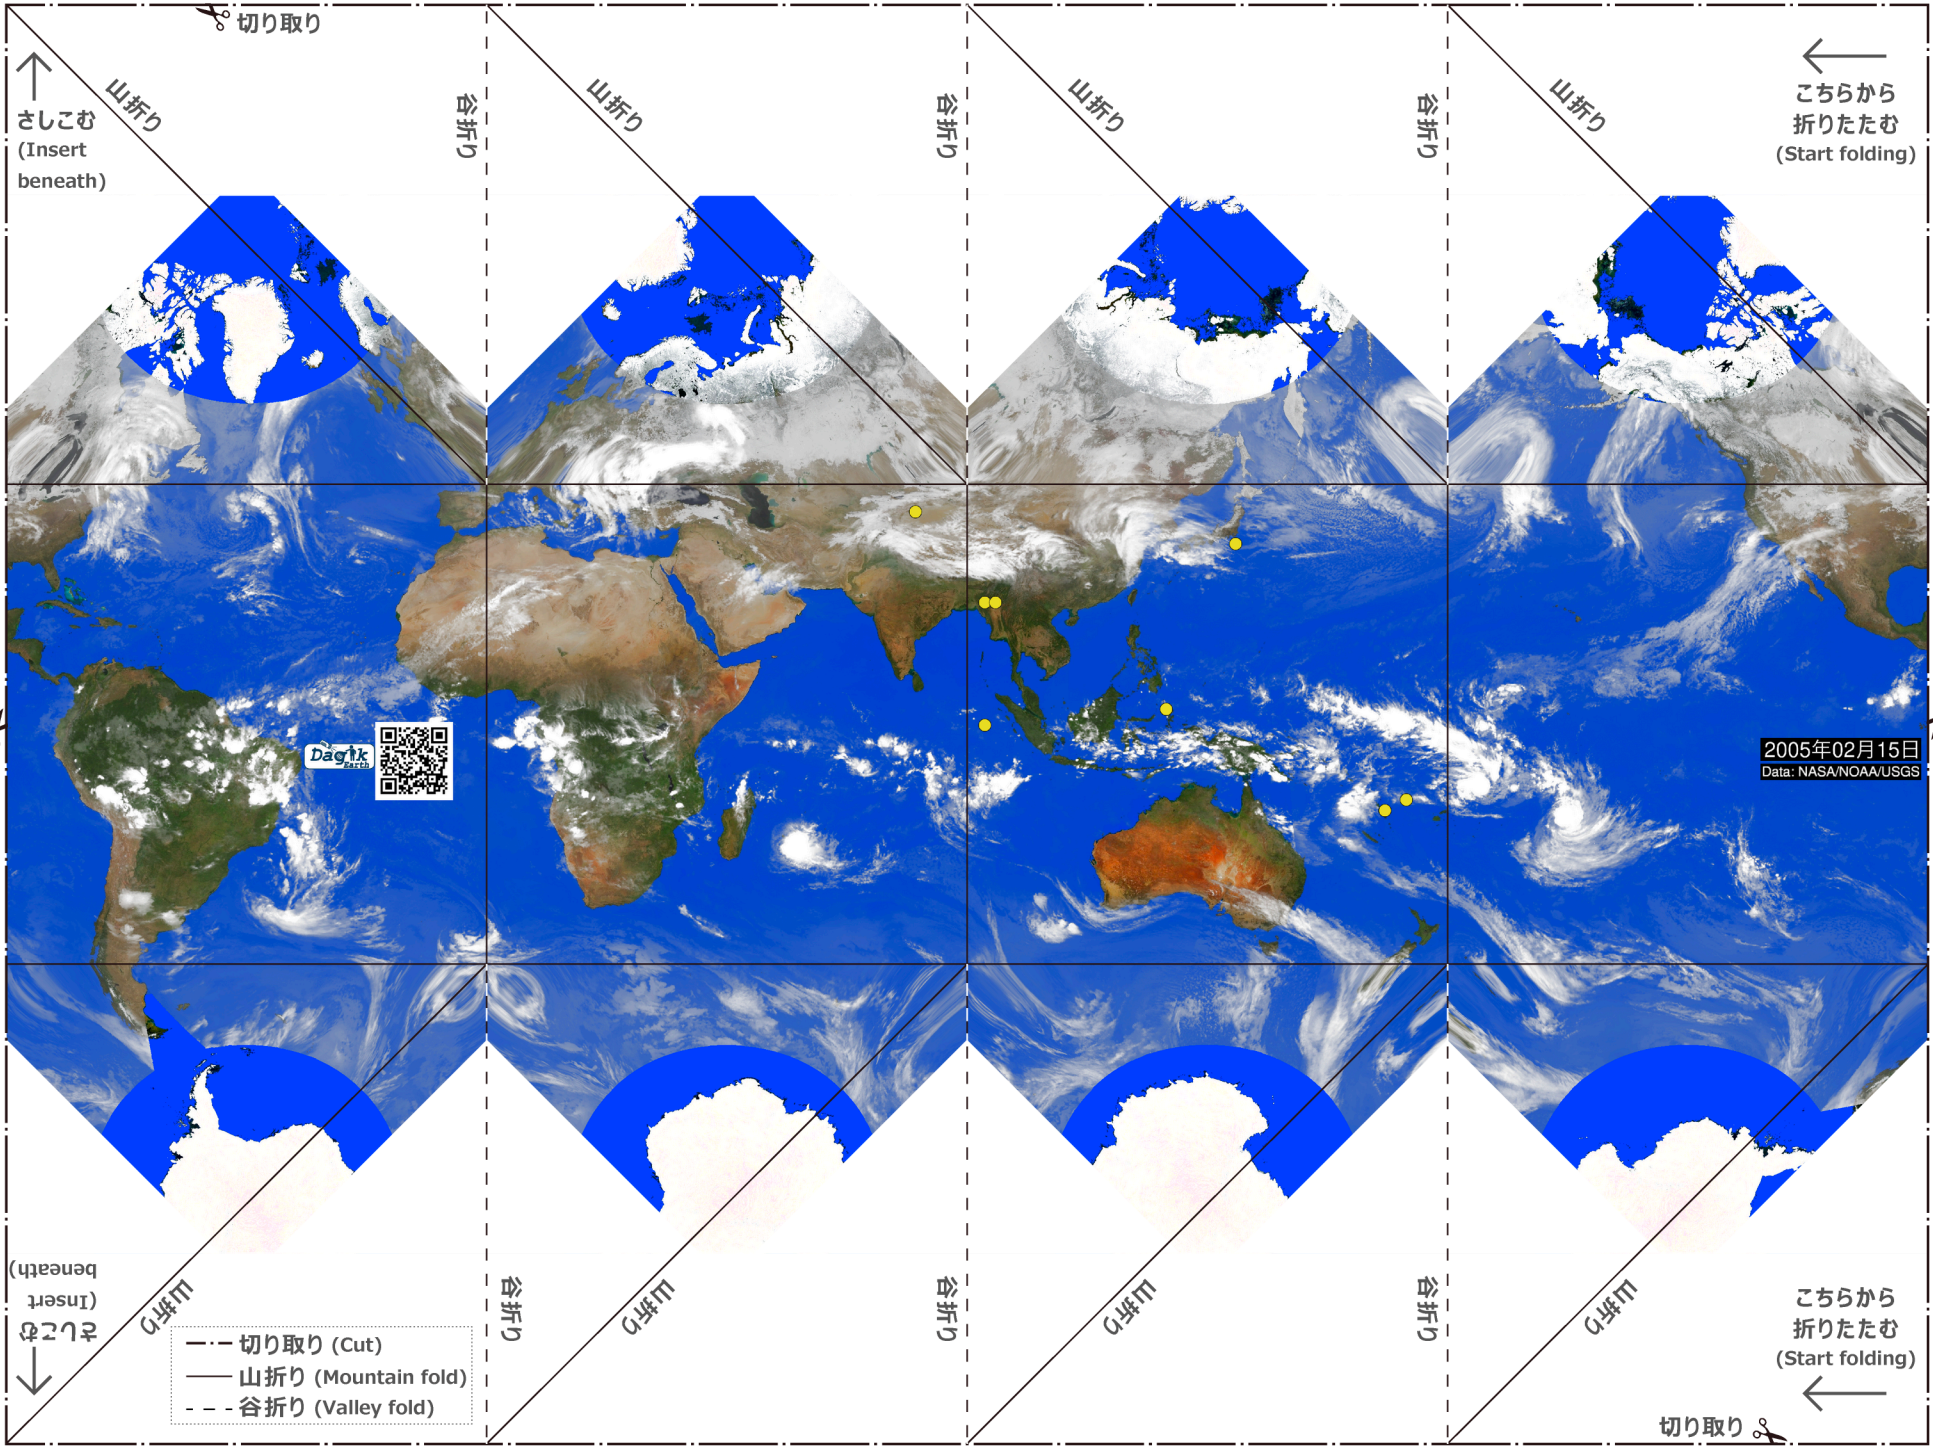 切り取り
さしこむ
(Insert
beneath)
山折り
谷折り
山折り
谷折り
山折り
谷折り
山折り
こちらから
折りたたむ
(Start folding)
Dagik
Earth
2005年02月15日
Data: NASA/NOAA/USGS
さしこむ
(Insert
beneath)
山折り
谷折り
山折り
谷折り
山折り
谷折り
山折り
こちらから
折りたたむ
(Start folding)
切り取り (Cut)
山折り (Mountain fold)
谷折り (Valley fold)
切り取り